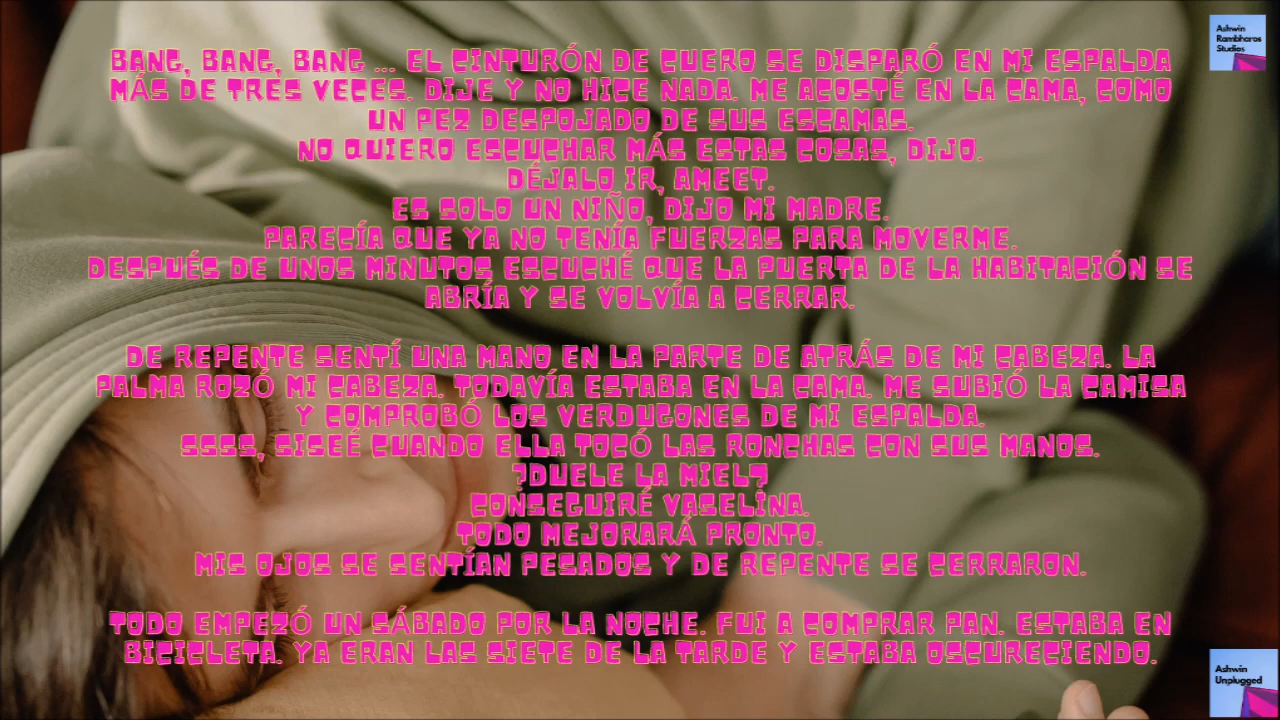 BANG, BANG, BANG ... EL CINTURÓN DE CUERO SE DISPARÓ EN MI ESPALDA
MÁS DE TRES VECES. DIJE Y NO HICE NADA. ME ACOSTÉ EN LA CAMA, COMO
UN PEZ DESPOJADO DE SUS ESCAMAS.
NO QUIERO ESCUCHAR MÁS ESTAS COSAS, DIJO.
DÉJALO IR, AMEET.
ES SOLO UN NIÑO, DIJO MI MADRE.
PARECÍA QUE YA NO TENÍA FUERZAS PARA MOVERME.
DESPUÉS DE UNOS MINUTOS ESCUCHÉ QUE LA PUERTA DE LA HABITACIÓN SE
ABRÍA Y SE VOLVÍA A CERRAR.
DE REPENTE SENTÍ UNA MANO EN LA PARTE DE ATRÁS DE MI CABEZA. LA
PALMA ROZÓ MI CABEZA. TODAVÍA ESTABA EN LA CAMA. ME SUBIÓ LA CAMISA
Y COMPROBÓ LOS VERDUGONES DE MI ESPALDA.
SSSS, SISEÉ CUANDO ELLA TOCÓ LAS RONCHAS CON SUS MANOS.
¿DUELE LA MIEL?
CONSEGUIRÉ VASELINA.
TODO MEJORARÁ PRONTO.
MIS OJOS SE SENTÍAN PESADOS Y DE REPENTE SE CERRARON.
TODO EMPEZÓ UN SÁBADO POR LA NOCHE. FUI A COMPRAR PAN. ESTABA EN
BICICLETA. YA ERAN LAS SIETE DE LA TARDE Y ESTABA OSCURECIENDO.
Ashwin
Rambharos
Studios
Ashwin
Unplugged